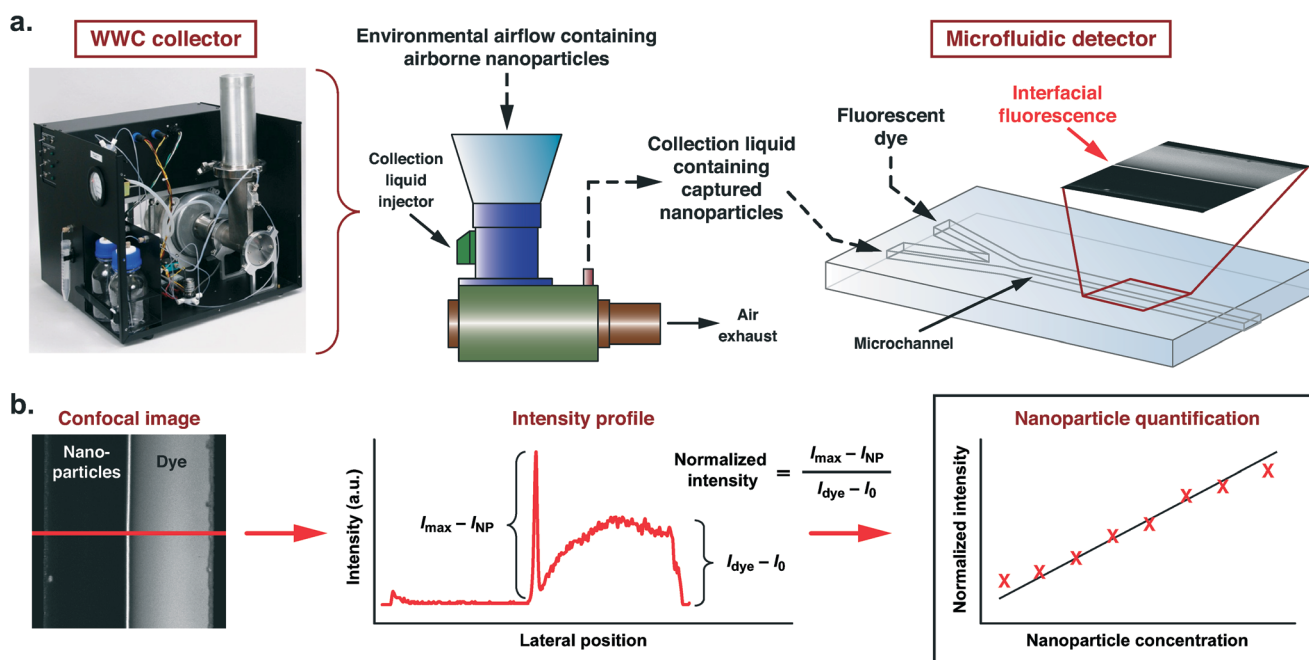 a.
WWC collector
Environmental airflow containing
airborne nanoparticles
Collection
liquid
injector
Collection liquid
containing
captured
nanoparticles
Air
exhaust
Microfluidic detector
Interfacial
fluorescence
Fluorescent
dye
Microchannel
b.
Confocal image
Nano-
particles
Dye
Intensity profile
Intensity (a.u.)
Imax – INP
Idye – I0
Lateral position
Normalized
intensity
=
Imax – INP
Idye – I0
Nanoparticle quantification
Normalized intensity
X X X X X X X X
Nanoparticle concentration